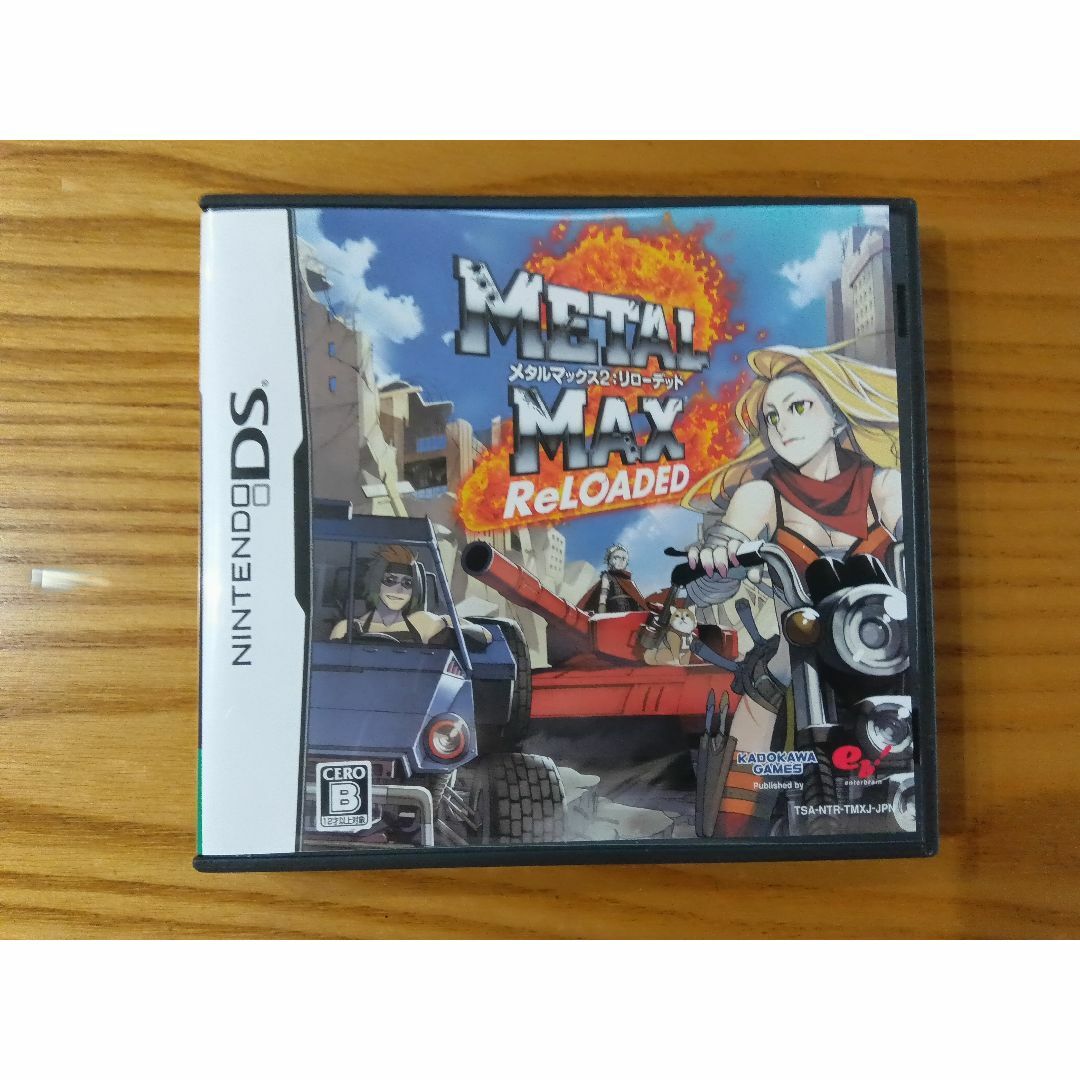 NINTENDO DS®
METAL
メタルマックス2:リローデッド
MAX
ReLOADED
CERO
B
12才以上対象
KADOKAWA
GAMES
Published by
eb!
enterbrain
TSA-NTR-TMXJ-JPN